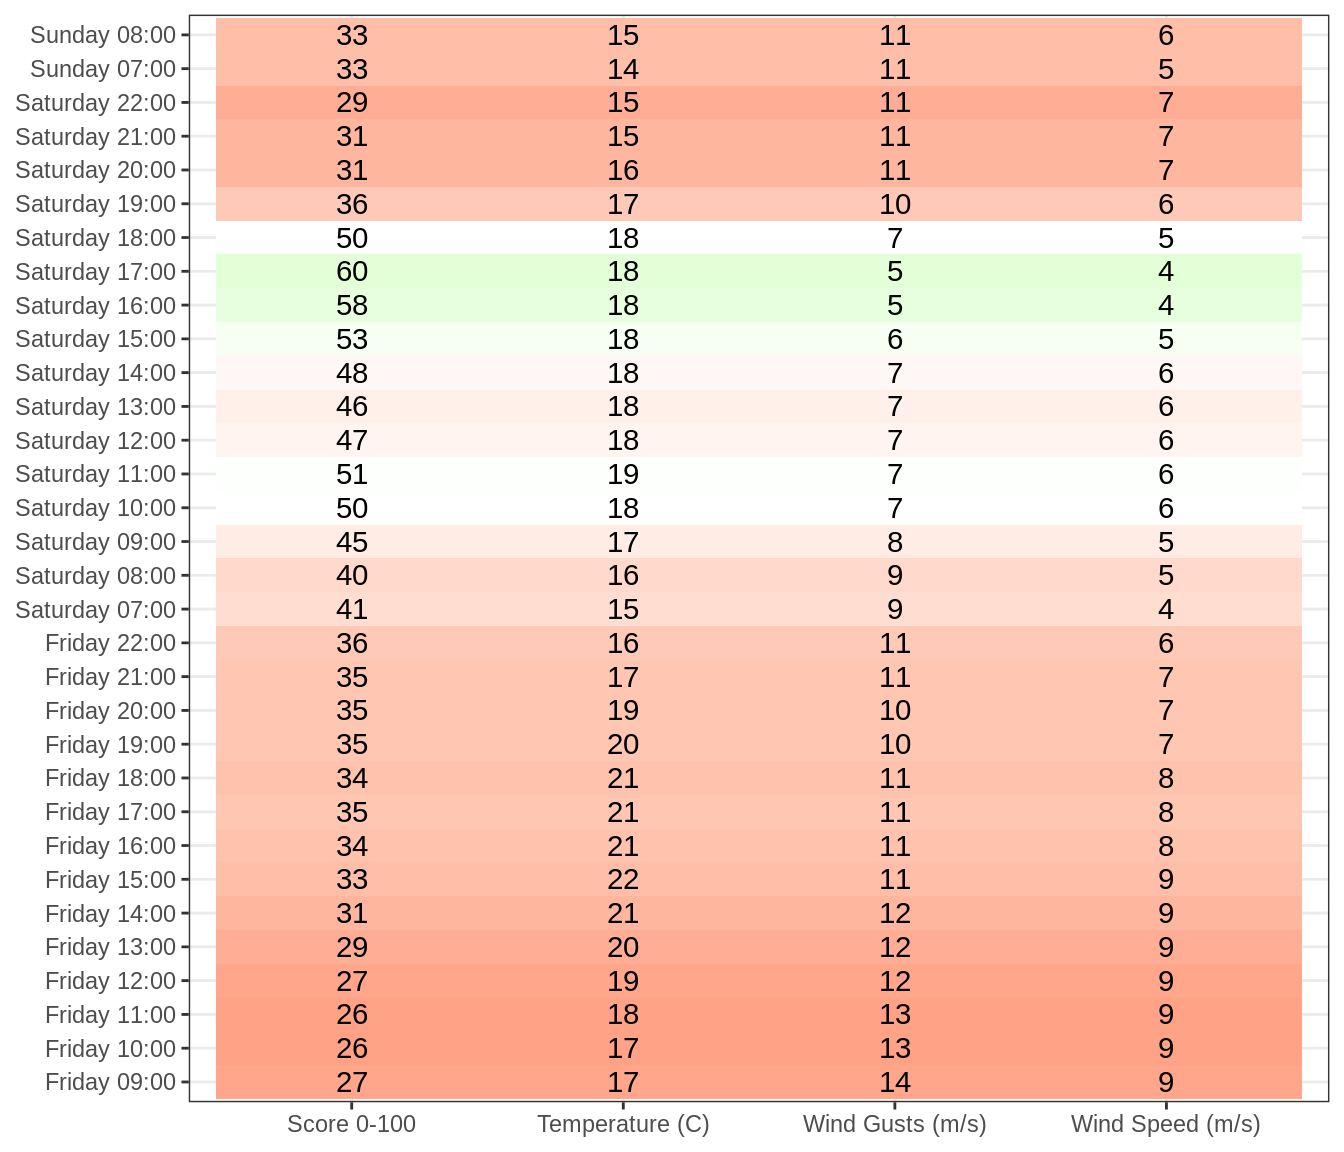 Sunday 08:00 33 15 11 6
Sunday 07:00 33 14 11 5
Saturday 22:00 29 15 11 7
Saturday 21:00 31 15 11 7
Saturday 20:00 31 16 11 7
Saturday 19:00 36 17 10 6
Saturday 18:00 50 18 7 5
Saturday 17:00 60 18 5 4
Saturday 16:00 58 18 5 4
Saturday 15:00 53 18 6 5
Saturday 14:00 48 18 7 6
Saturday 13:00 46 18 7 6
Saturday 12:00 47 18 7 6
Saturday 11:00 51 19 7 6
Saturday 10:00 50 18 7 6
Saturday 09:00 45 17 8 5
Saturday 08:00 40 16 9 5
Saturday 07:00 41 15 9 4
Friday 22:00 36 16 11 6
Friday 21:00 35 17 11 7
Friday 20:00 35 19 10 7
Friday 19:00 35 20 10 7
Friday 18:00 34 21 11 8
Friday 17:00 35 21 11 8
Friday 16:00 34 21 11 8
Friday 15:00 33 22 11 9
Friday 14:00 31 21 12 9
Friday 13:00 29 20 12 9
Friday 12:00 27 19 12 9
Friday 11:00 26 18 13 9
Friday 10:00 26 17 13 9
Friday 09:00 27 17 14 9
Score 0-100 Temperature (C) Wind Gusts (m/s) Wind Speed (m/s)